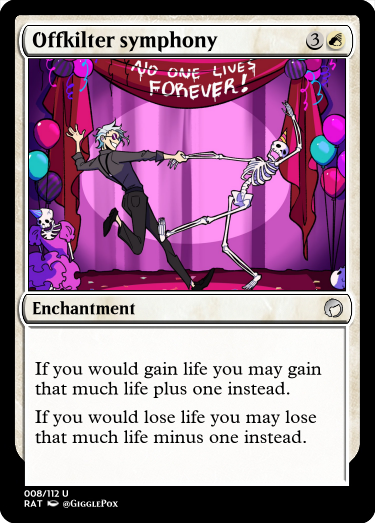 Offkilter symphony 3
NO ONE LIVES
FOREVER!
Enchantment
If you would gain life you may gain
that much life plus one instead.
If you would lose life you may lose
that much life minus one instead.
008/112 U
RAT @GigglePox